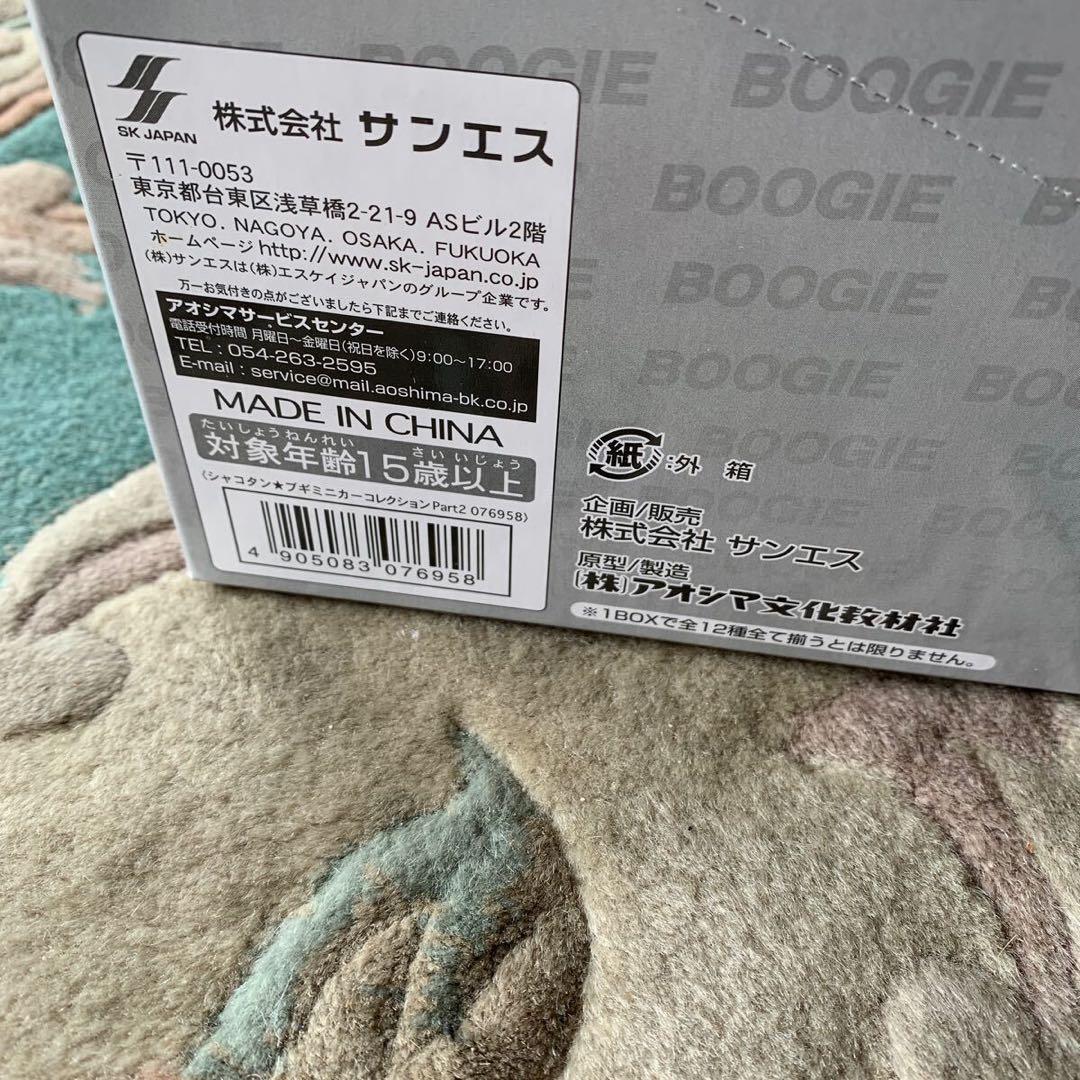 SK JAPAN
株式会社 サンエス
〒111-0053
東京都台東区浅草橋2-21-9 ASビル2階
TOKYO. NAGOYA. OSAKA. FUKUOKA
ホームページ http://www.sk-japan.co.jp
(株)サンエスは(株)エスケイジャパンのグループ企業です。
万一お気付きの点がございましたら下記までご連絡ください。
アオシマサービスセンター
電話受付時間 月曜日~金曜日(祝日を除く)9:00~17:00
TEL:054-263-2595
E-mail:service@mail.aoshima-bk.co.jp
MADE IN CHINA
たいしょうねんれい さいいじょう
対象年齢15歳以上
〈シャコタン★ブギミニカーコレクションPart2 076958〉
4 905083 076958
BOOGIE
BOOGIE
BOOGIE
BOOGIE
BOOGIE
紙:外 箱
企画/販売
株式会社 サンエス
原型/製造
(株)アオシマ文化教材社
※1BOXで全12種全て揃うとは限りません。